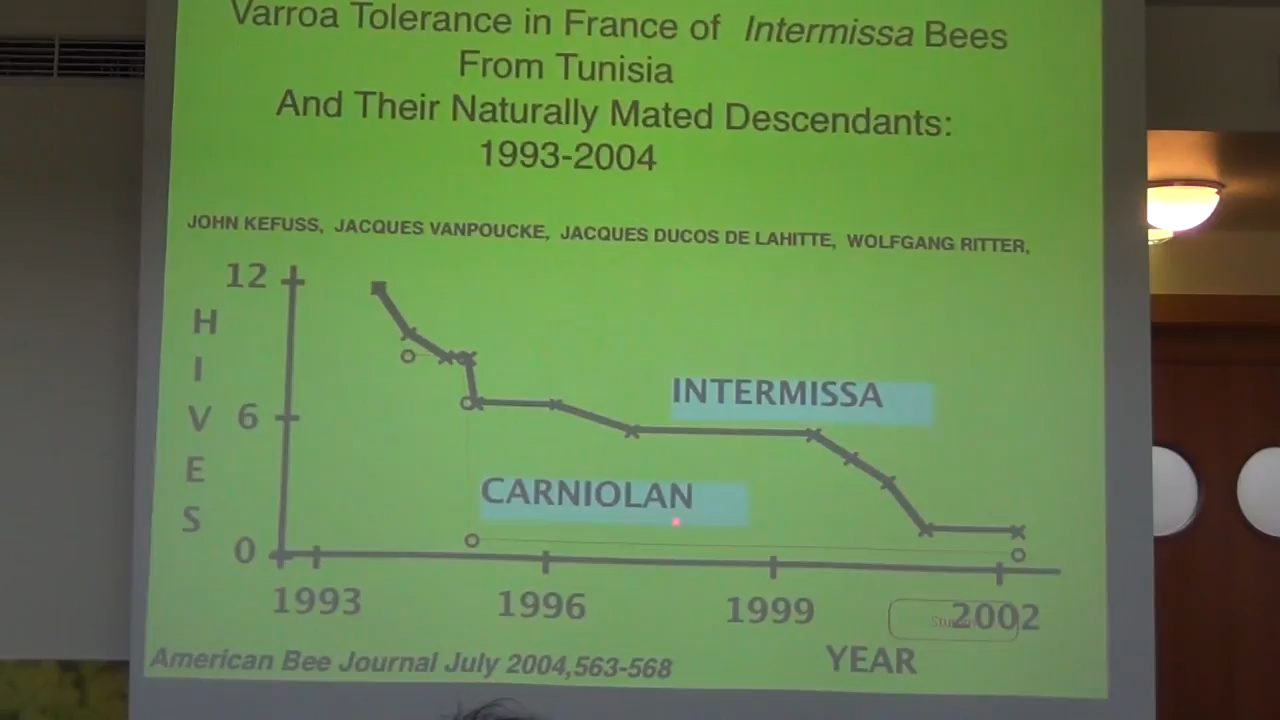 Varroa Tolerance in France of Intermissa Bees
From Tunisia
And Their Naturally Mated Descendants:
1993-2004
JOHN KEFUSS, JACQUES VANPOUCKE, JACQUES DUCOS DE LAHITTE, WOLFGANG RITTER,
12
HIVES
6
0
INTERMISSA
CARNIOLAN
1993 1996 1999 2002
YEAR
American Bee Journal July 2004,563-568